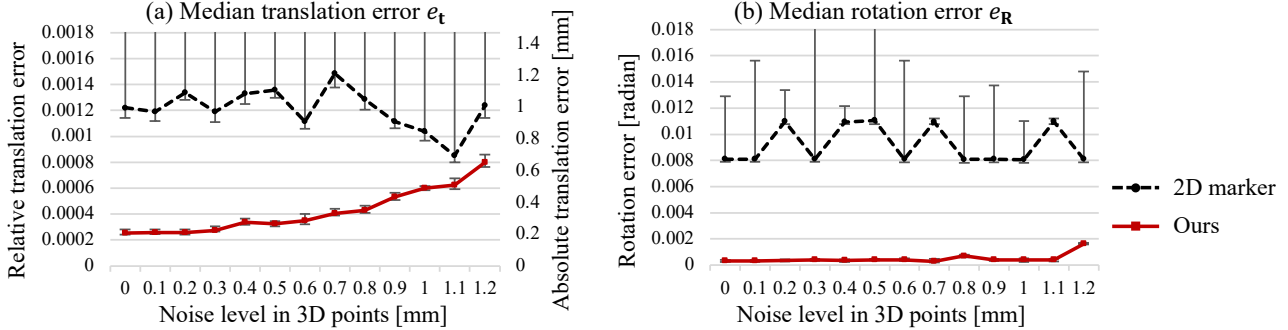 (a) Median translation error e_t
Relative translation error
0.0018
0.0016
0.0014
0.0012
0.001
0.0008
0.0006
0.0004
0.0002
0
1.4
1.2
1
0.8
0.6
0.4
0.2
0
Absolute translation error [mm]
0 0.1 0.2 0.3 0.4 0.5 0.6 0.7 0.8 0.9 1 1.1 1.2
Noise level in 3D points [mm]
(b) Median rotation error e_R
Rotation error [radian]
0.018
0.016
0.014
0.012
0.01
0.008
0.006
0.004
0.002
0
0 0.1 0.2 0.3 0.4 0.5 0.6 0.7 0.8 0.9 1 1.1 1.2
Noise level in 3D points [mm]
2D marker
Ours